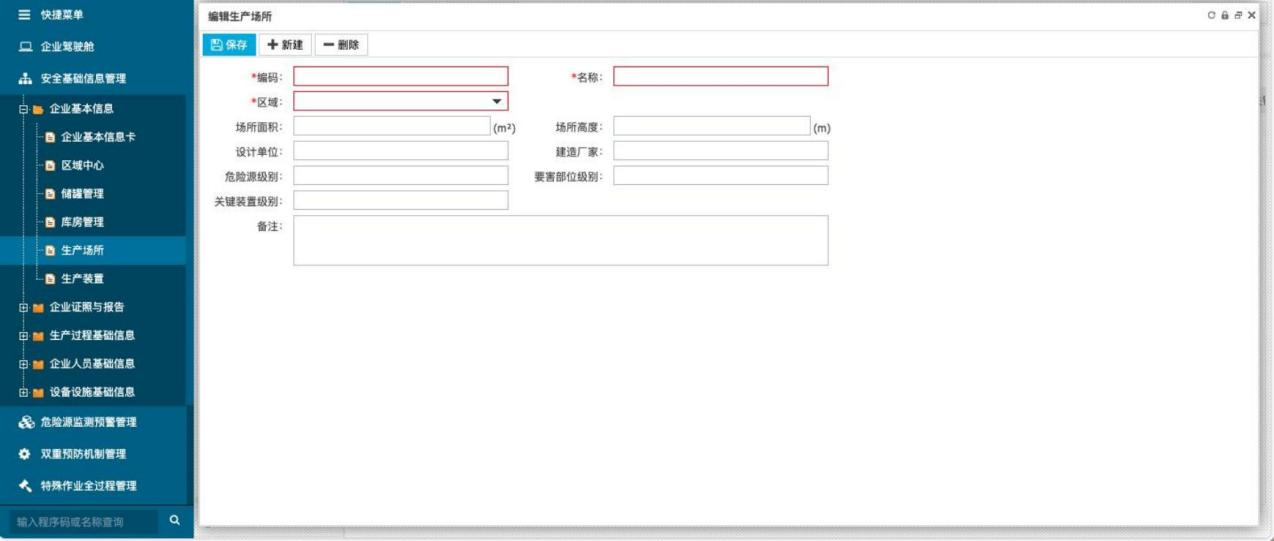 快捷菜单
企业驾驶舱
安全基础信息管理
企业基本信息
企业基本信息卡
区域中心
储罐管理
库房管理
生产场所
生产装置
企业证照与报告
生产过程基础信息
企业人员基础信息
设备设施基础信息
危险源监测预警管理
双重预防机制管理
特殊作业全过程管理
输入程序码或名称查询
编辑生产场所
保存 新建 删除
*编码: *名称:
*区域:
场所面积: (m²) 场所高度: (m)
设计单位: 建造厂家:
危险源级别: 要害部位级别:
关键装置级别:
备注: